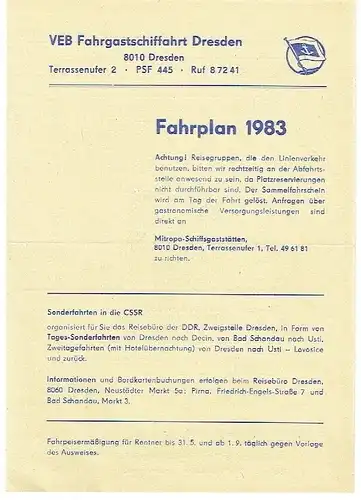 VEB Fahrgastschiffahrt Dresden
8010 Dresden
Terrassenufer 2 · PSF 445 · Ruf 8 72 41
Fahrplan 1983
Achtung! Reisegruppen, die den Linienverkehr
benutzen, bitten wir rechtzeitig an der Abfahrts-
stelle anwesend zu sein, da Platzreservierungen
nicht durchführbar sind. Der Sammelfahrschein
wird am Tag der Fahrt gelöst. Anfragen über
gastronomische Versorgungsleistungen sind
direkt an
Mitropa-Schiffsgaststätten,
8010 Dresden, Terrassenufer 1, Tel. 49 61 81
zu richten.
Sonderfahrten in die CSSR
organisiert für Sie das Reisebüro der DDR, Zweigstelle Dresden, in Form von
Tages-Sonderfahrten von Dresden nach Decin, von Bad Schandau nach Usti,
Zweitagefahrten (mit Hotelübernachtung) von Dresden nach Usti – Lovosice
und zurück.
Informationen und Bordkartenbuchungen erfolgen beim Reisebüro Dresden,
8060 Dresden, Neustädter Markt 5a; Pirna, Friedrich-Engels-Straße 7 und
Bad Schandau, Markt 3.
Fahrpreisermäßigung für Rentner bis 31. 5. und ab 1. 9. täglich gegen Vorlage
des Ausweises.